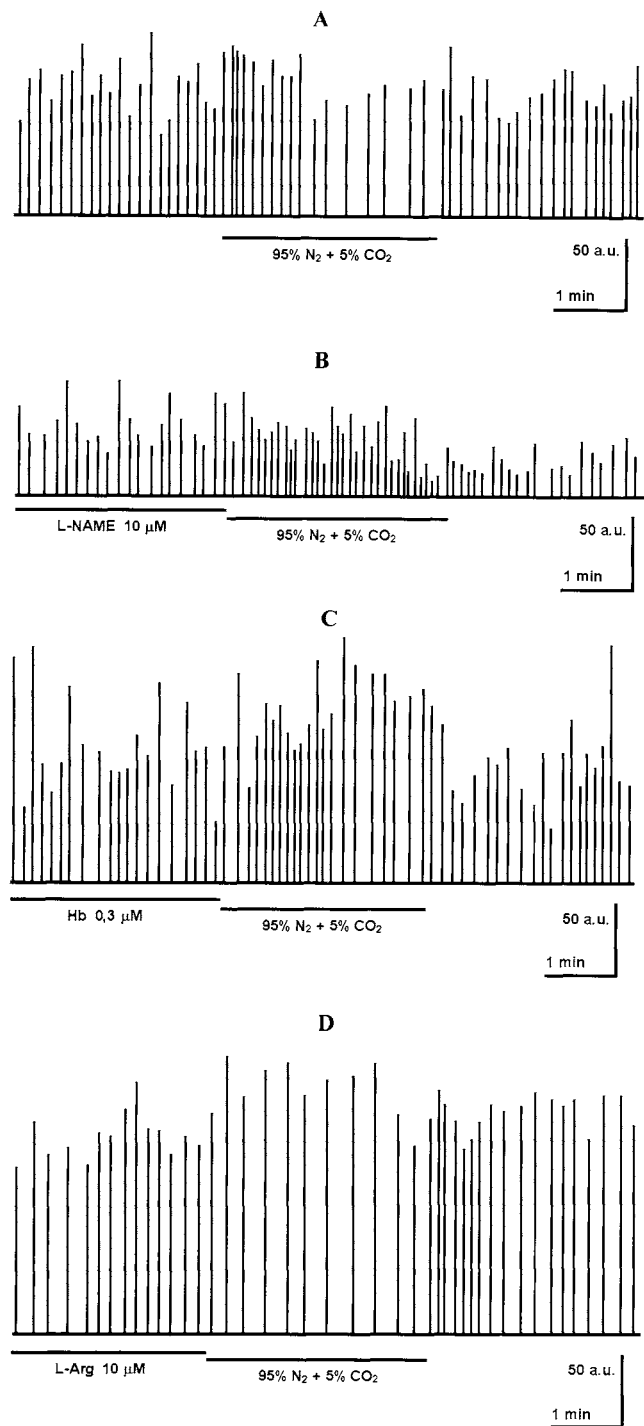 A
95% N₂ + 5% CO₂
50 a.u.
1 min
B
L-NAME 10 µM
95% N₂ + 5% CO₂
50 a.u.
1 min
C
Hb 0,3 µM
95% N₂ + 5% CO₂
50 a.u.
1 min
D
L-Arg 10 µM
95% N₂ + 5% CO₂
50 a.u.
1 min